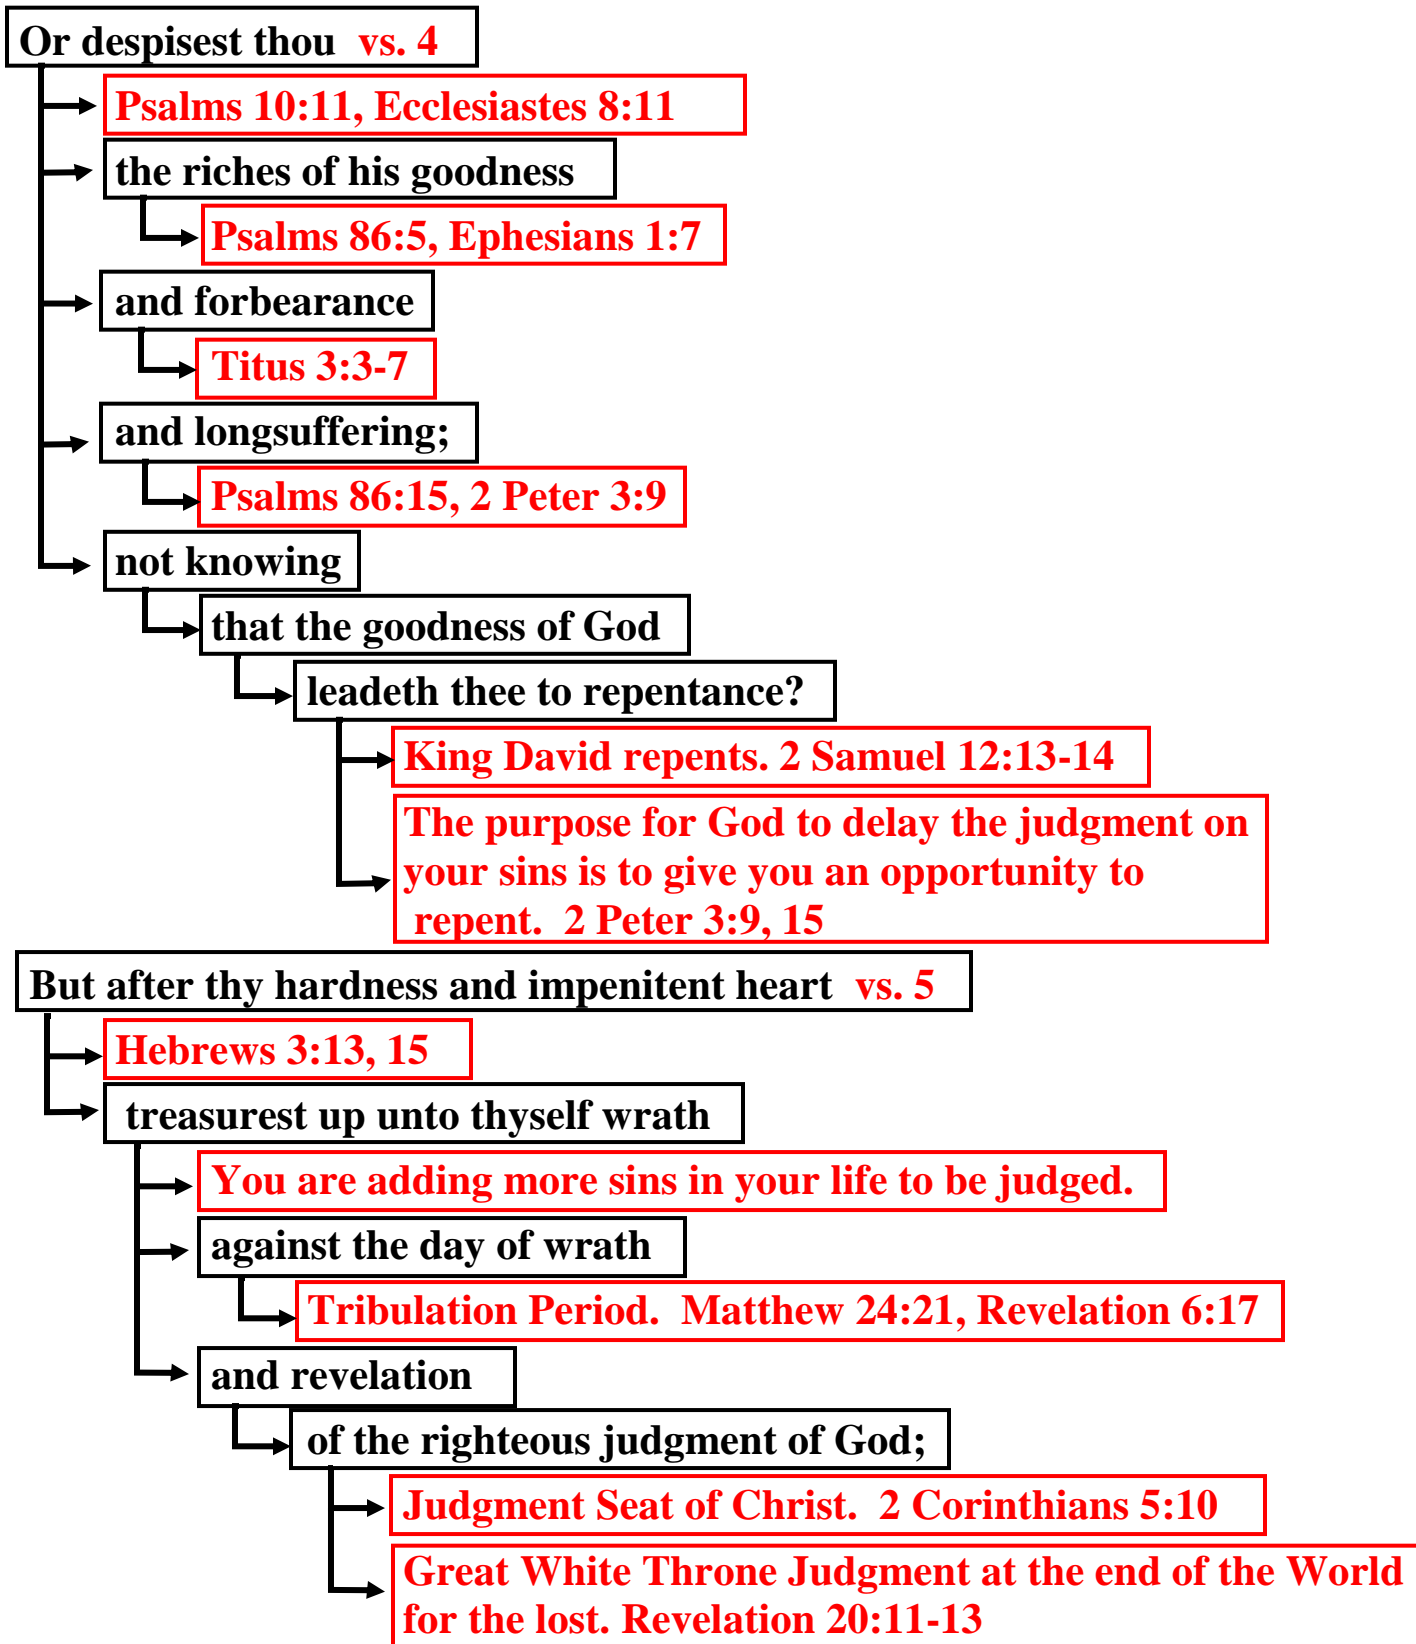 Or despisest thou vs. 4
Psalms 10:11, Ecclesiastes 8:11
the riches of his goodness
Psalms 86:5, Ephesians 1:7
and forbearance
Titus 3:3-7
and longsuffering;
Psalms 86:15, 2 Peter 3:9
not knowing
that the goodness of God
leadeth thee to repentance?
King David repents. 2 Samuel 12:13-14
The purpose for God to delay the judgment on
your sins is to give you an opportunity to
repent. 2 Peter 3:9, 15
But after thy hardness and impenitent heart vs. 5
Hebrews 3:13, 15
treasurest up unto thyself wrath
You are adding more sins in your life to be judged.
against the day of wrath
Tribulation Period. Matthew 24:21, Revelation 6:17
and revelation
of the righteous judgment of God;
Judgment Seat of Christ. 2 Corinthians 5:10
Great White Throne Judgment at the end of the World
for the lost. Revelation 20:11-13